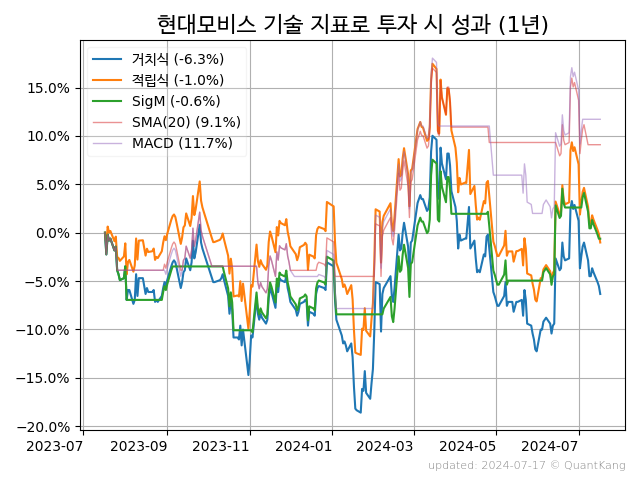 현대모비스 기술 지표로 투자 시 성과 (1년)
거치식 (-6.3%)
적립식 (-1.0%)
SigM (-0.6%)
SMA(20) (9.1%)
MACD (11.7%)
15.0%
10.0%
5.0%
0.0%
−5.0%
−10.0%
−15.0%
−20.0%
2023-07 2023-09 2023-11 2024-01 2024-03 2024-05 2024-07
updated: 2024-07-17 © QuantKang